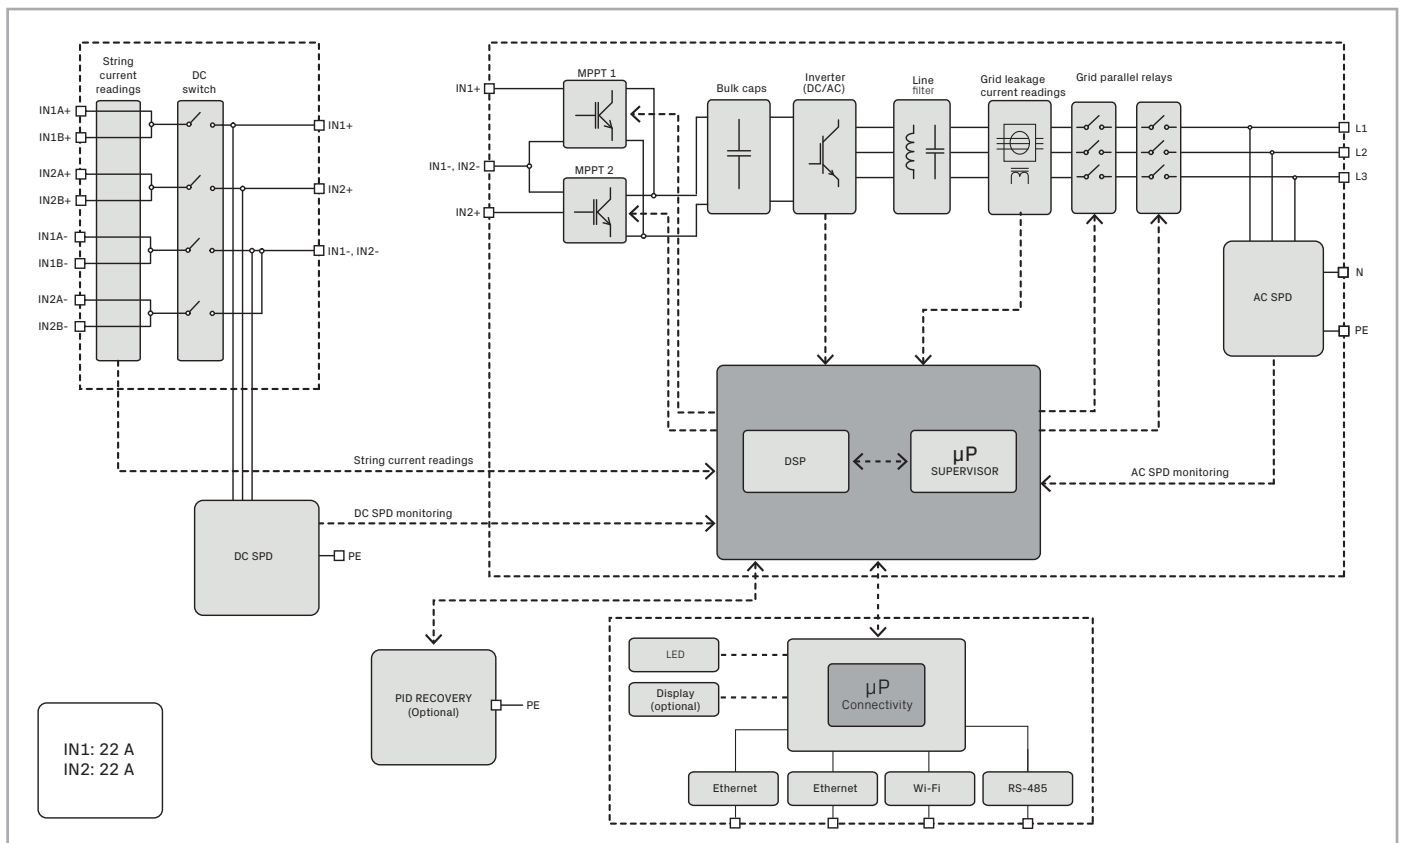 String
current
readings
DC
switch
IN1A+
IN1B+
IN2A+
IN2B+
IN1A-
IN1B-
IN2A-
IN2B-
IN1+
IN2+
IN1-, IN2-
IN1+
IN1-, IN2-
IN2+
MPPT 1
MPPT 2
Bulk caps
Inverter
(DC/AC)
Line
filter
Grid leakage
current readings
Grid parallel relays
L1
L2
L3
N
PE
AC SPD
DSP
µP
SUPERVISOR
String current readings
AC SPD monitoring
DC SPD monitoring
DC SPD
PE
PID RECOVERY
(Optional)
PE
LED
Display
(optional)
µP
Connectivity
Ethernet
Ethernet
Wi-Fi
RS-485
IN1: 22 A
IN2: 22 A